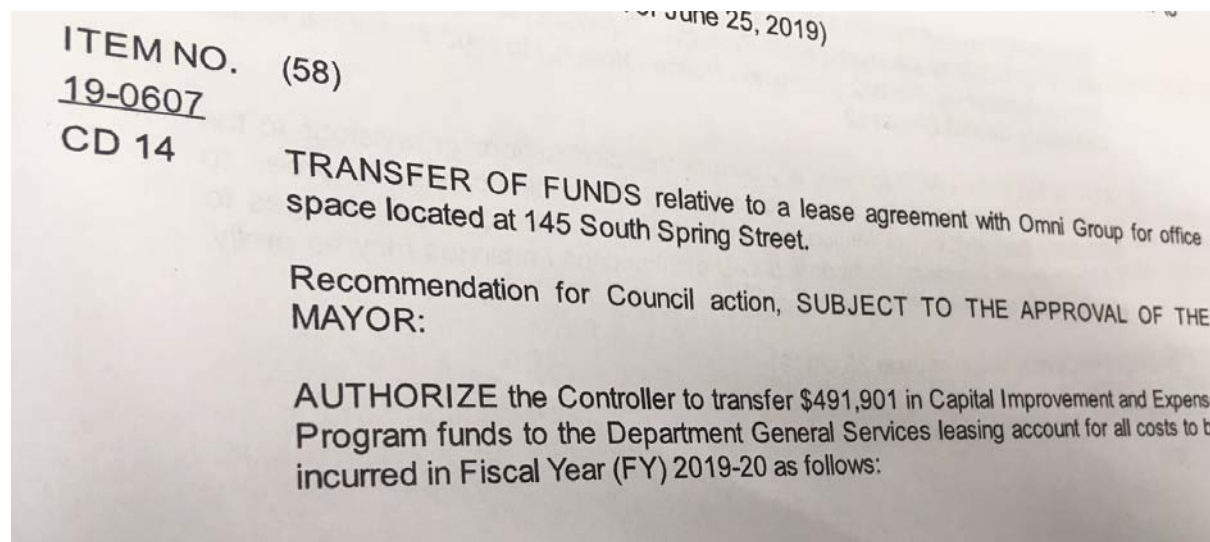 June 25, 2019)
ITEM NO. (58)
19-0607
CD 14
TRANSFER OF FUNDS relative to a lease agreement with Omni Group for office
space located at 145 South Spring Street.
Recommendation for Council action, SUBJECT TO THE APPROVAL OF THE
MAYOR:
AUTHORIZE the Controller to transfer $491,901 in Capital Improvement and Expens
Program funds to the Department General Services leasing account for all costs to b
incurred in Fiscal Year (FY) 2019-20 as follows: